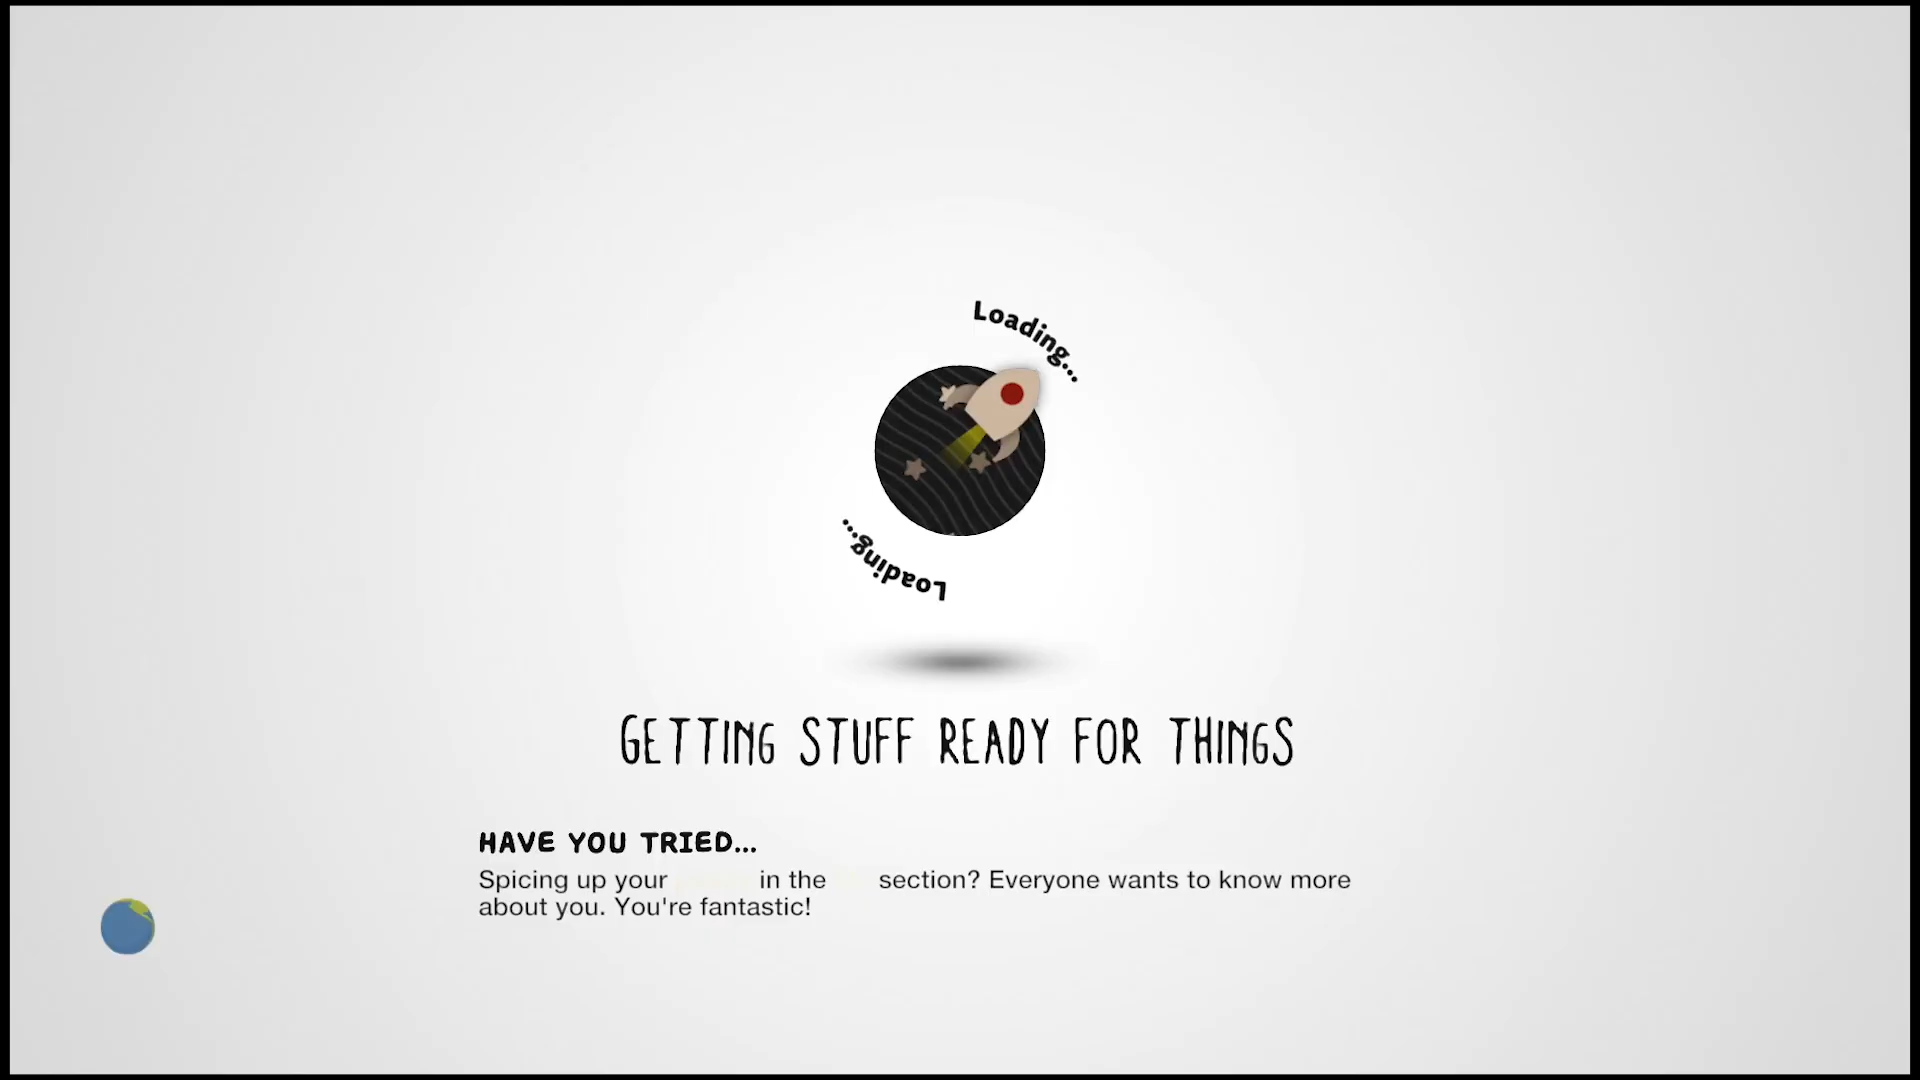 Loading...
Loading...
GETTING STUFF READY FOR THINGS
HAVE YOU TRIED...
Spicing up your in the section? Everyone wants to know more
about you. You're fantastic!